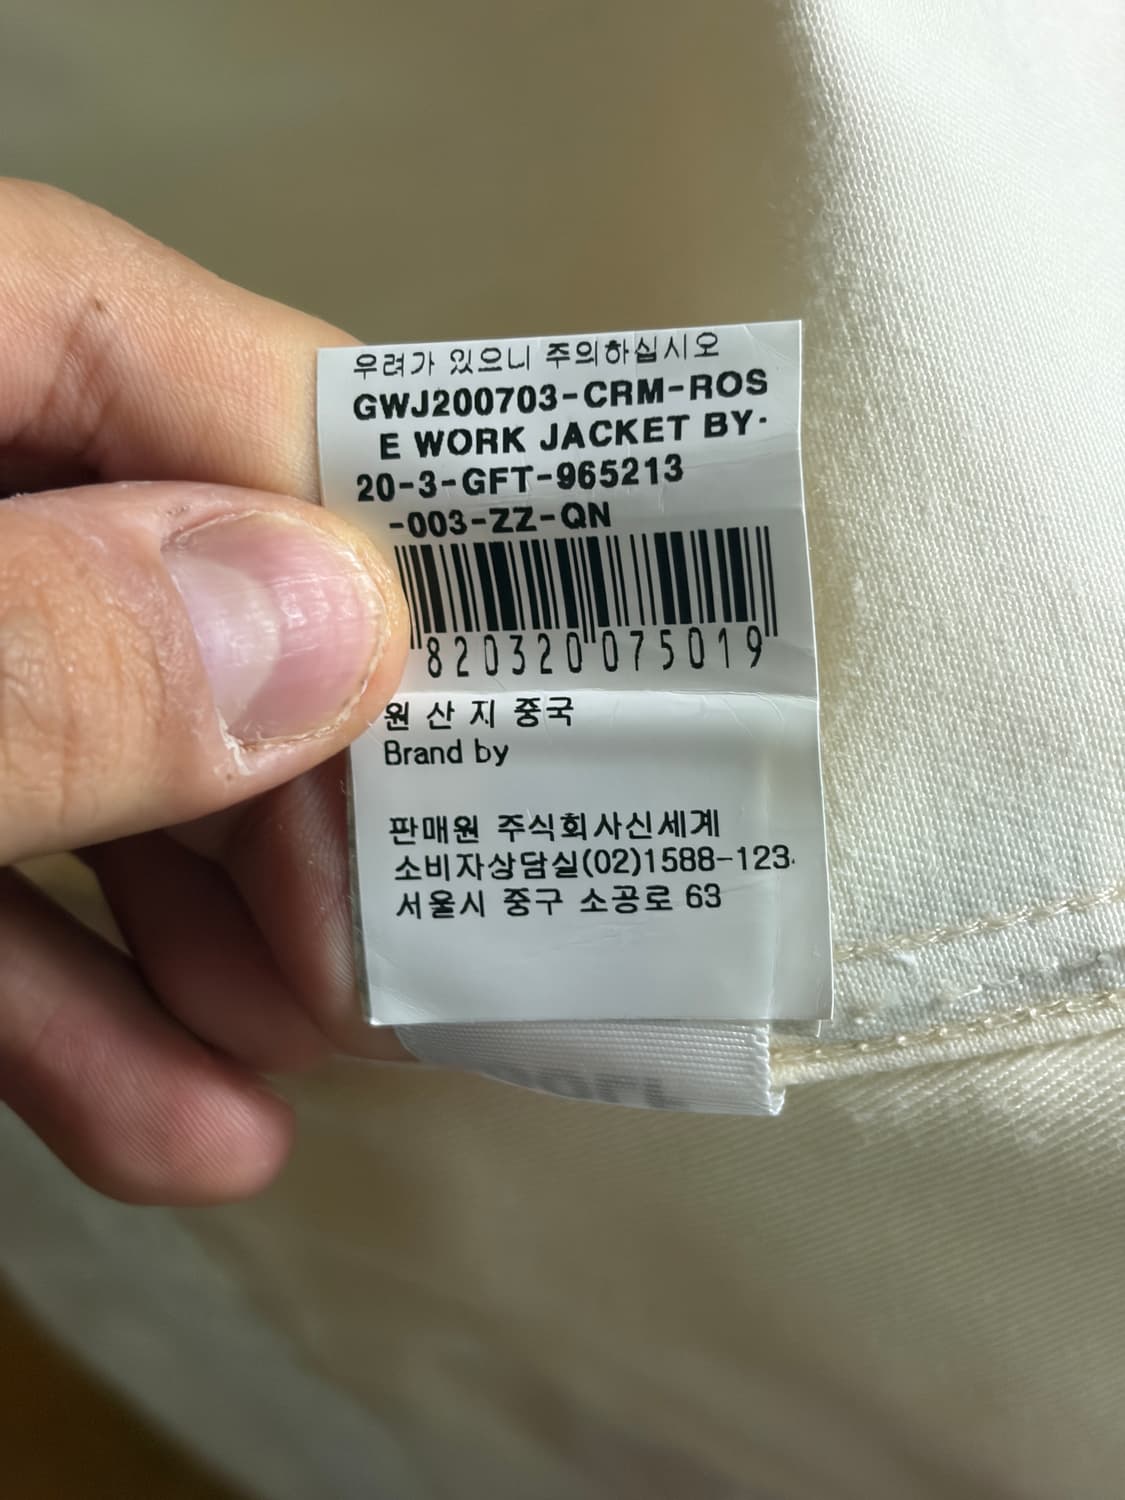 우려가 있으니 주의하십시오
GWJ200703-CRM-ROS
E WORK JACKET BY-
20-3-GFT-965213
-003-ZZ-QN
820320 075019
원 산 지 중국
Brand by
판매원 주식회사신세계
소비자상담실(02)1588-123
서울시 중구 소공로 63